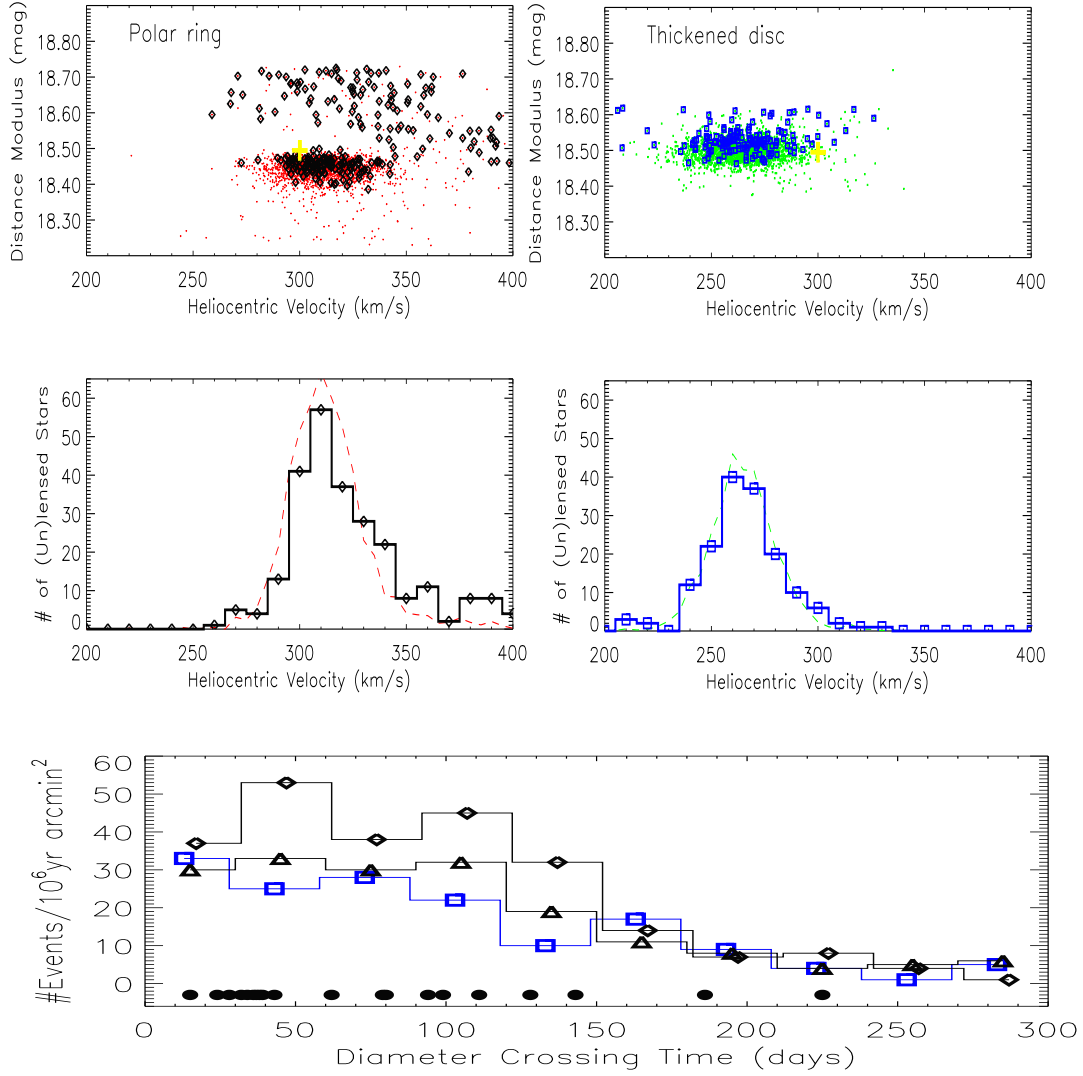 Polar ring
Distance Modulus (mag)
18.80
18.70
18.60
18.50
18.40
18.30
200 250 300 350 400
Heliocentric Velocity (km/s)
Thickened disc
Distance Modulus (mag)
18.80
18.70
18.60
18.50
18.40
18.30
200 250 300 350 400
Heliocentric Velocity (km/s)
# of (Un)lensed Stars
60
50
40
30
20
10
0
200 250 300 350 400
Heliocentric Velocity (km/s)
# of (Un)lensed Stars
60
50
40
30
20
10
0
200 250 300 350 400
Heliocentric Velocity (km/s)
#Events/10⁶yr arcmin²
60
50
40
30
20
10
0
0 50 100 150 200 250 300
Diameter Crossing Time (days)